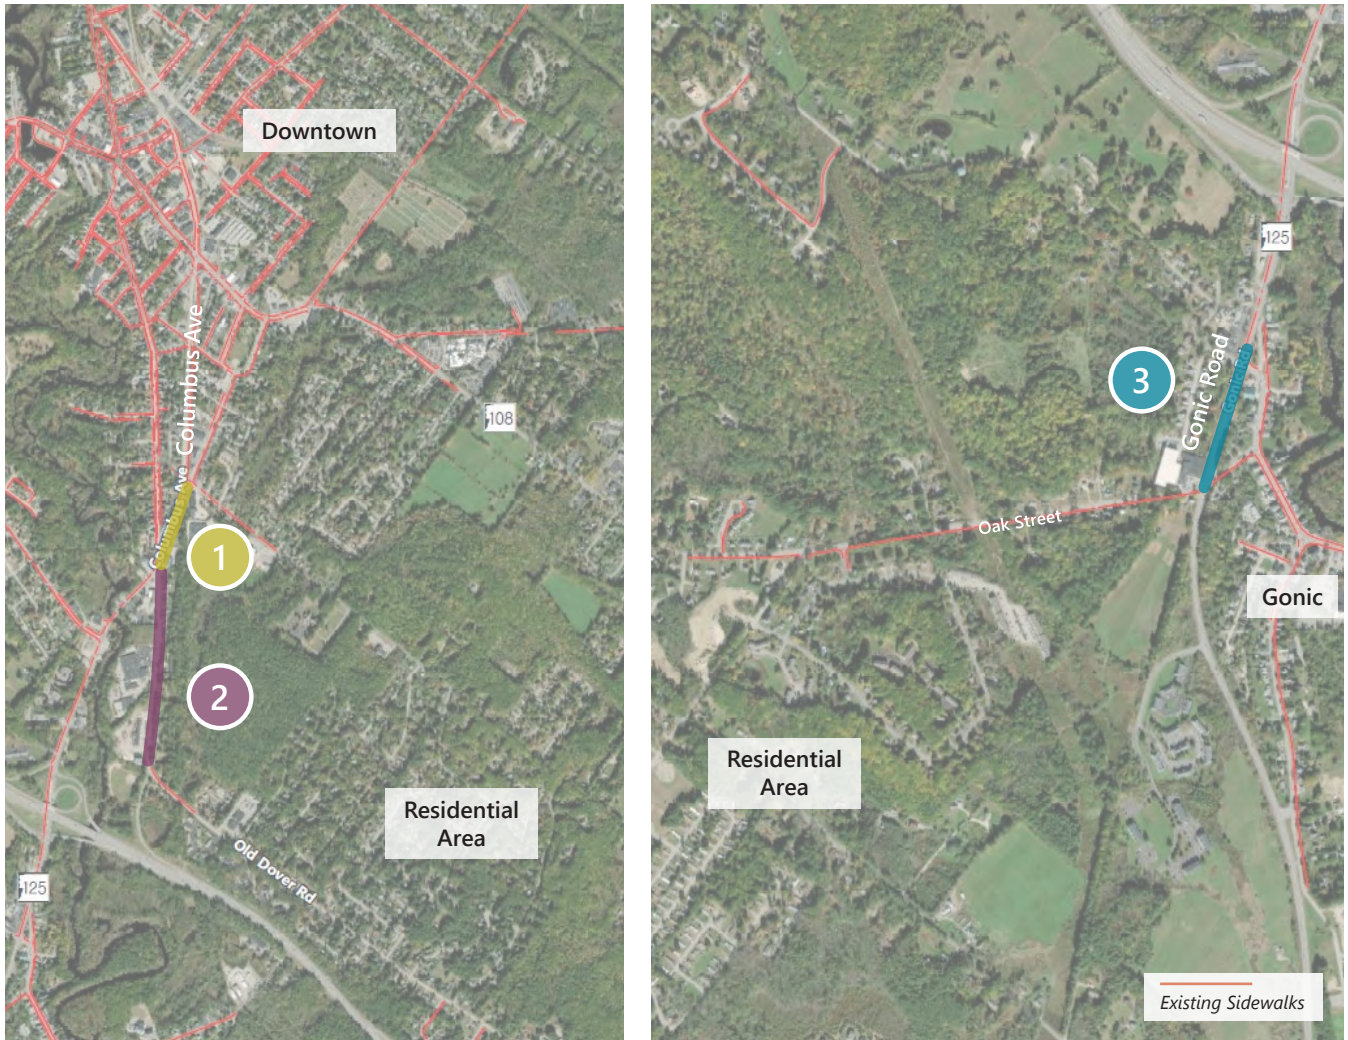 Downtown
Columbus Ave
Columbus Ave
108
1
2
Residential
Area
Old Dover Rd
125
125
3
Gonic Road
Gonic Rd
Oak Street
Gonic
Residential
Area
Existing Sidewalks